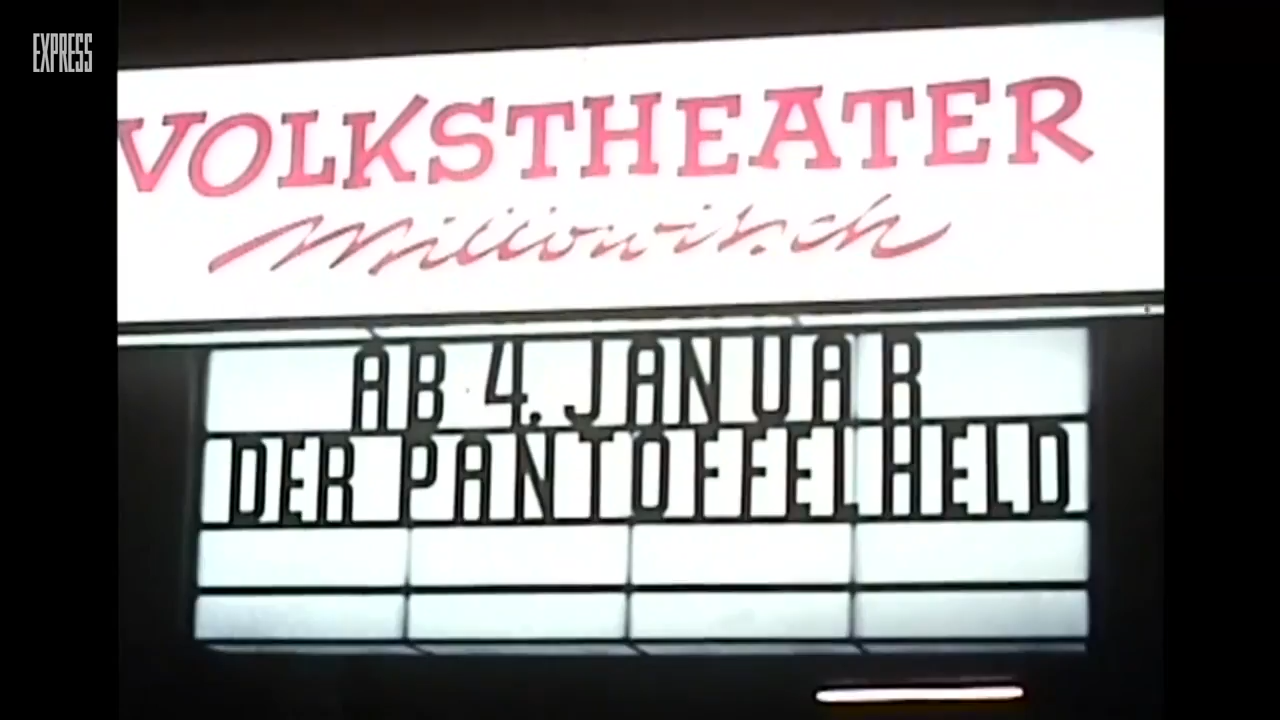 EXPRESS
VOLKSTHEATER
Millowitsch
AB 4. JANUAR
DER PANTOFFELHELD